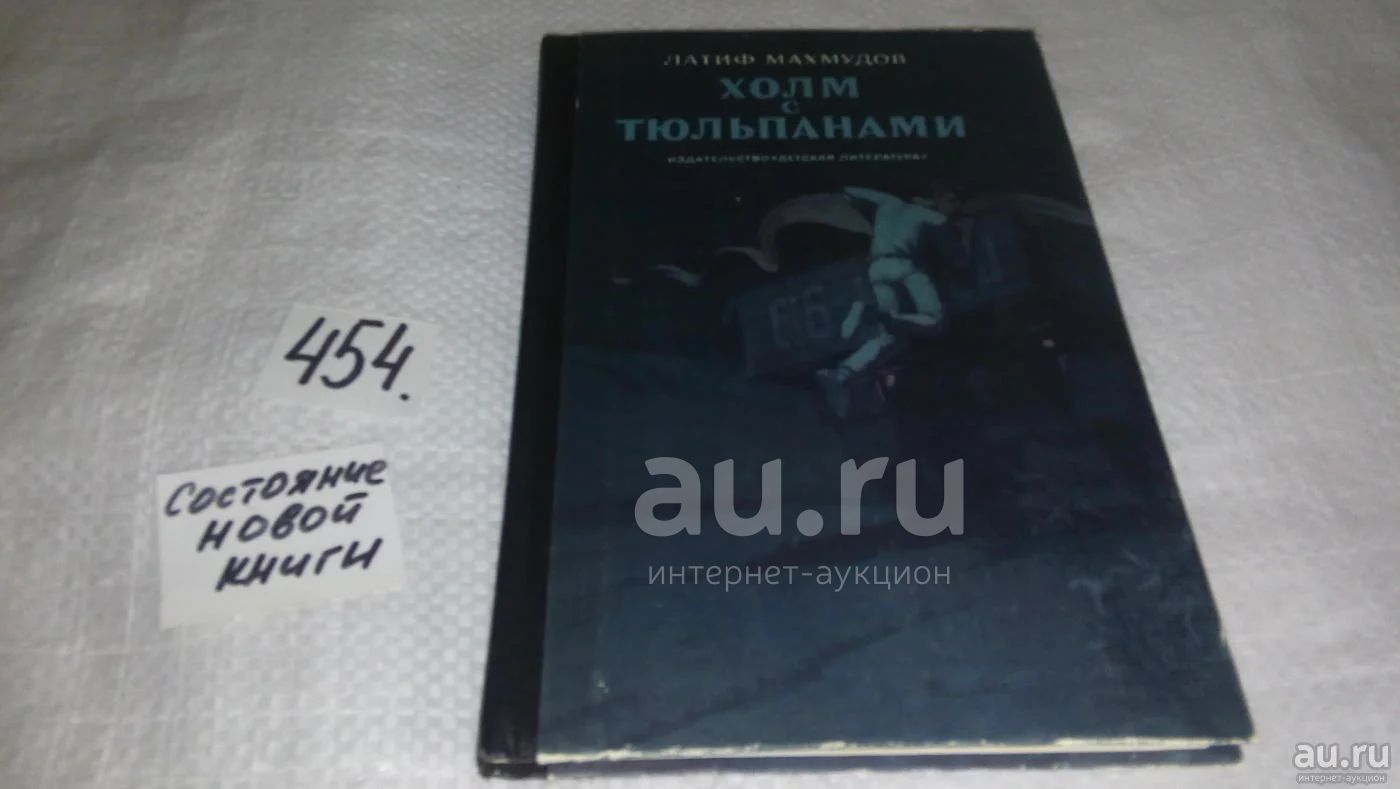 ЛАТИФ МАХМУДОВ
ХОЛМ
С
ТЮЛЬПАНАМИ
ИЗДАТЕЛЬСТВО «ДЕТСКАЯ ЛИТЕРАТУРА»
454.
Состояние
новой
книги
au.ru
интернет-аукцион
au.ru
интернет-аукцион